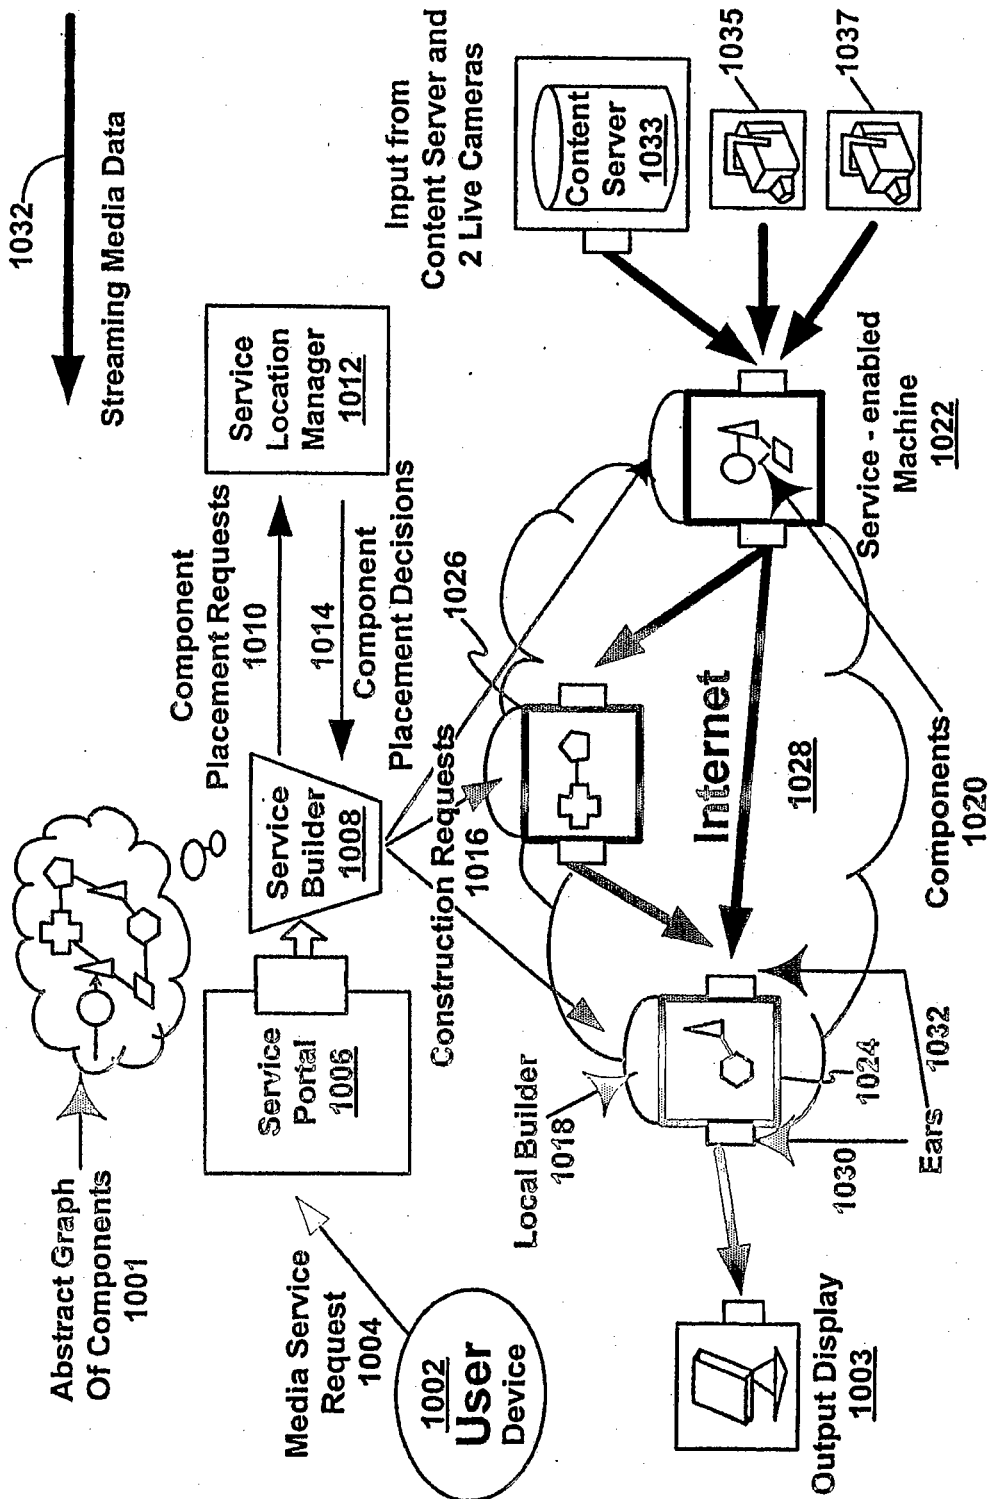 1032
Streaming Media Data
Input from
Content Server and
2 Live Cameras
Content
Server
1033
1035
1037
Service
Location
Manager
1012
Component
Placement Requests
1010
1014
Component
Placement Decisions
Abstract Graph
Of Components
1001
Service
Builder
1008
Service
Portal
1006
Media Service
Request
1004
1002
User
Device
Construction Requests
1016
1026
Internet
1028
Service - enabled
Machine
1022
Components
1020
Local Builder
1018
1024
1030
Ears
1032
Output Display
1003